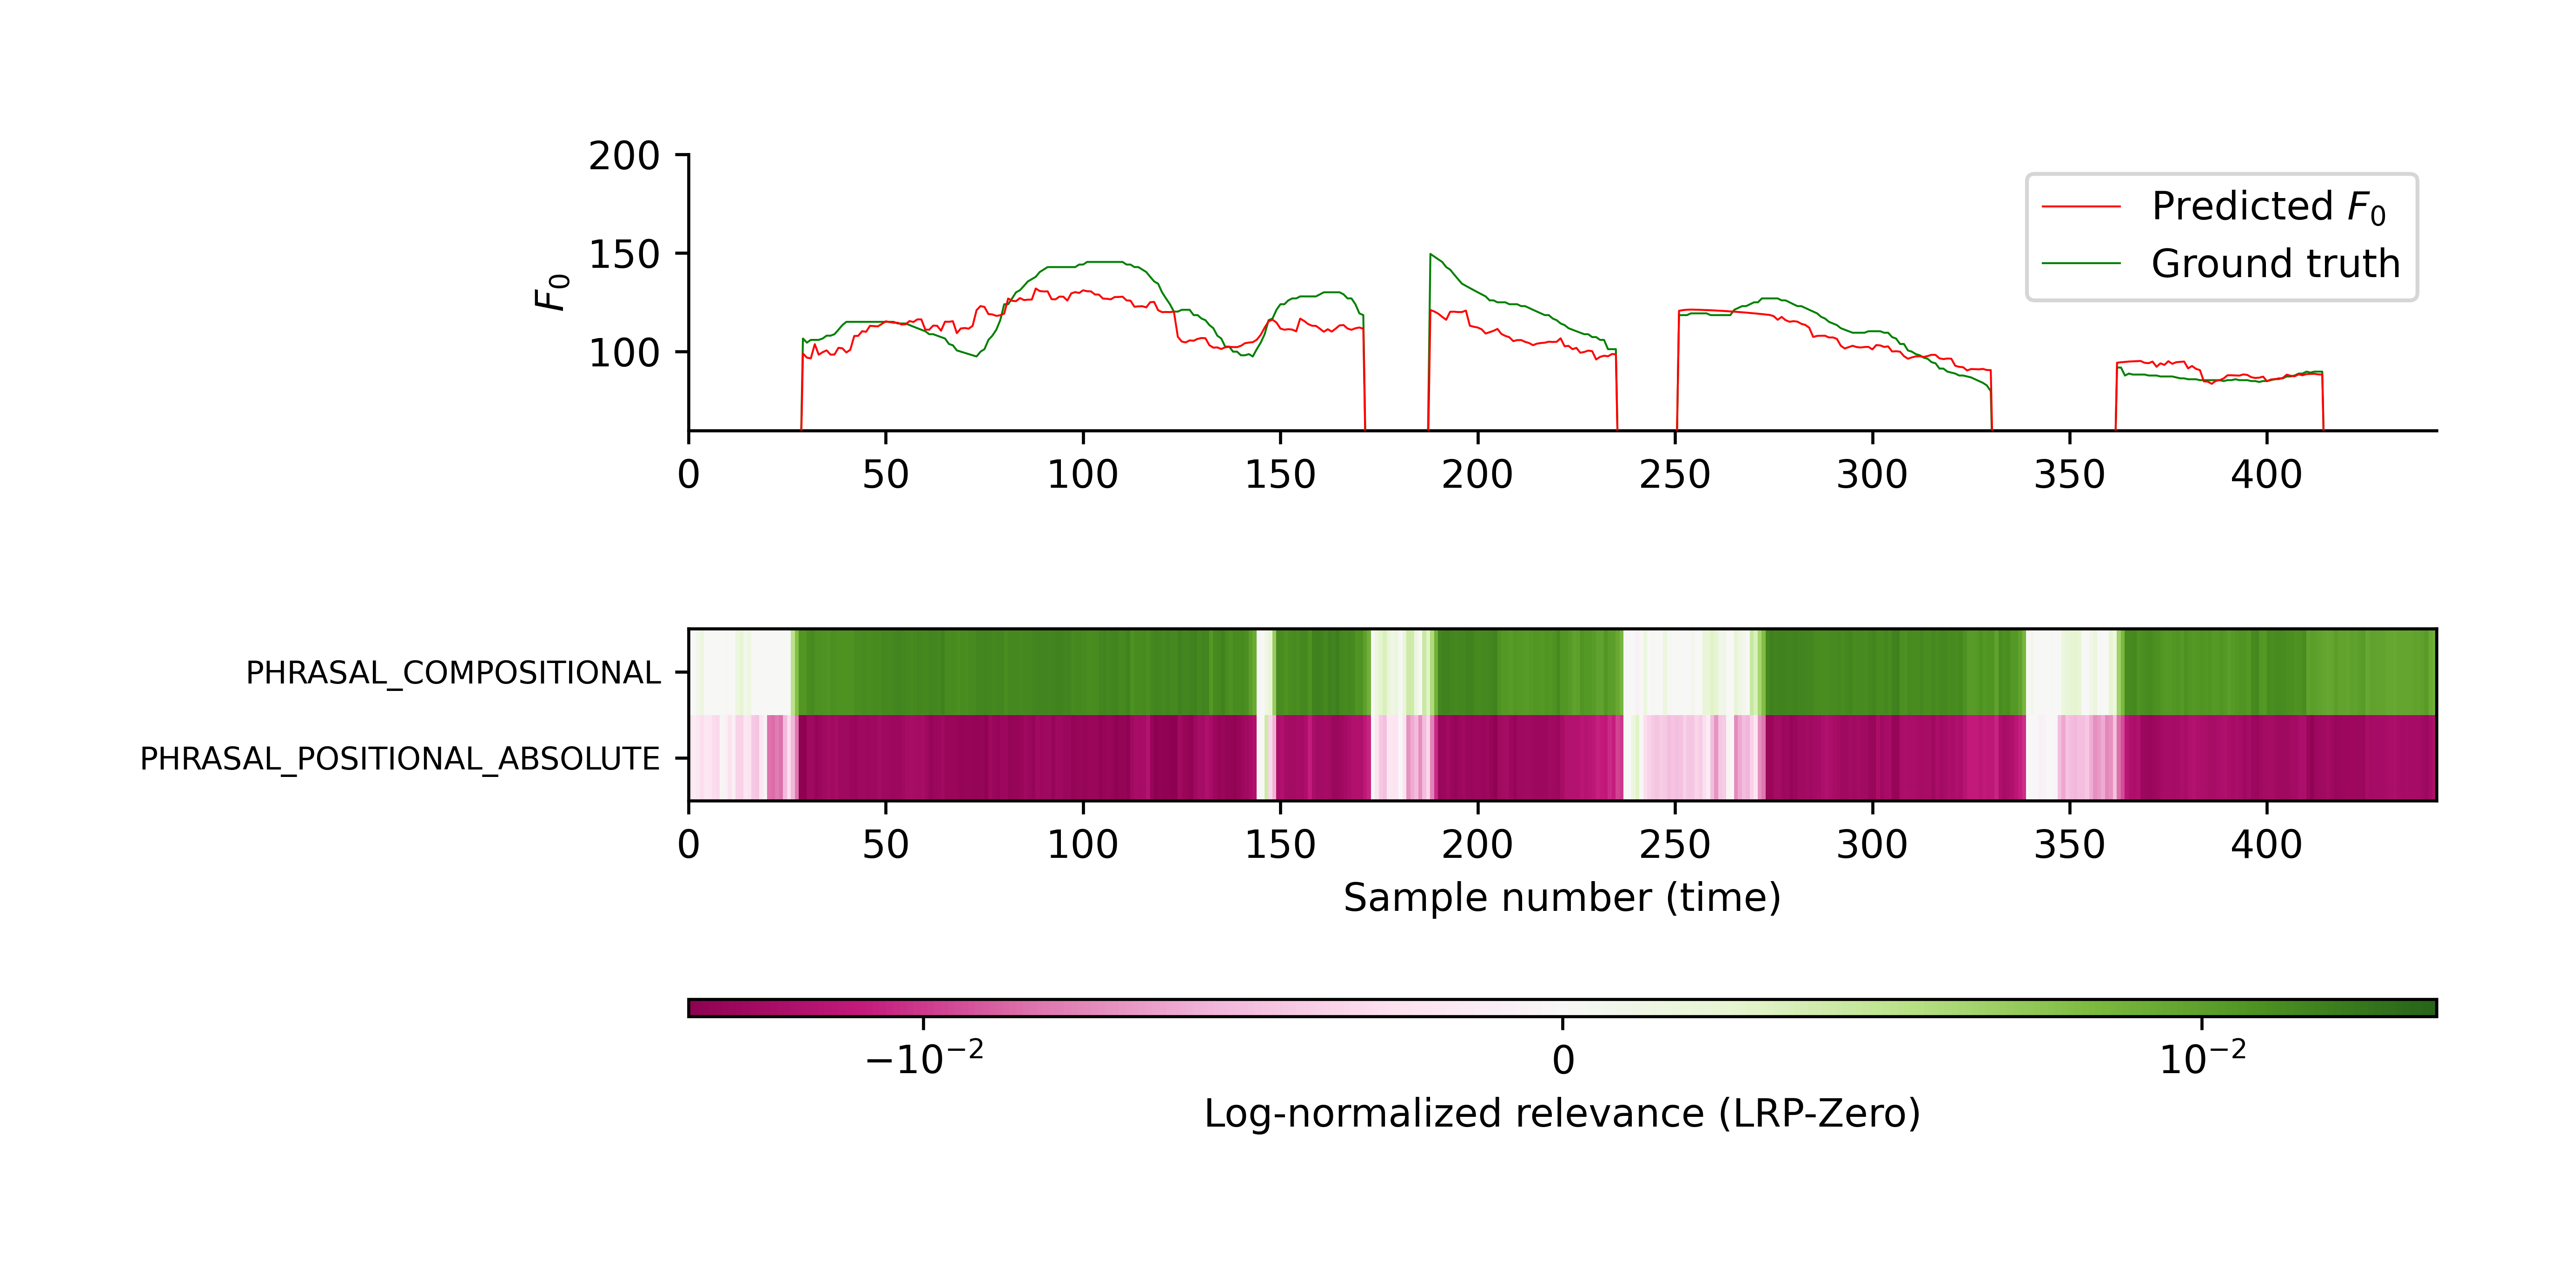 200
150
100
F₀
Predicted F₀
Ground truth
0 50 100 150 200 250 300 350 400
PHRASAL_COMPOSITIONAL
PHRASAL_POSITIONAL_ABSOLUTE
0 50 100 150 200 250 300 350 400
Sample number (time)
−10⁻² 0 10⁻²
Log-normalized relevance (LRP-Zero)